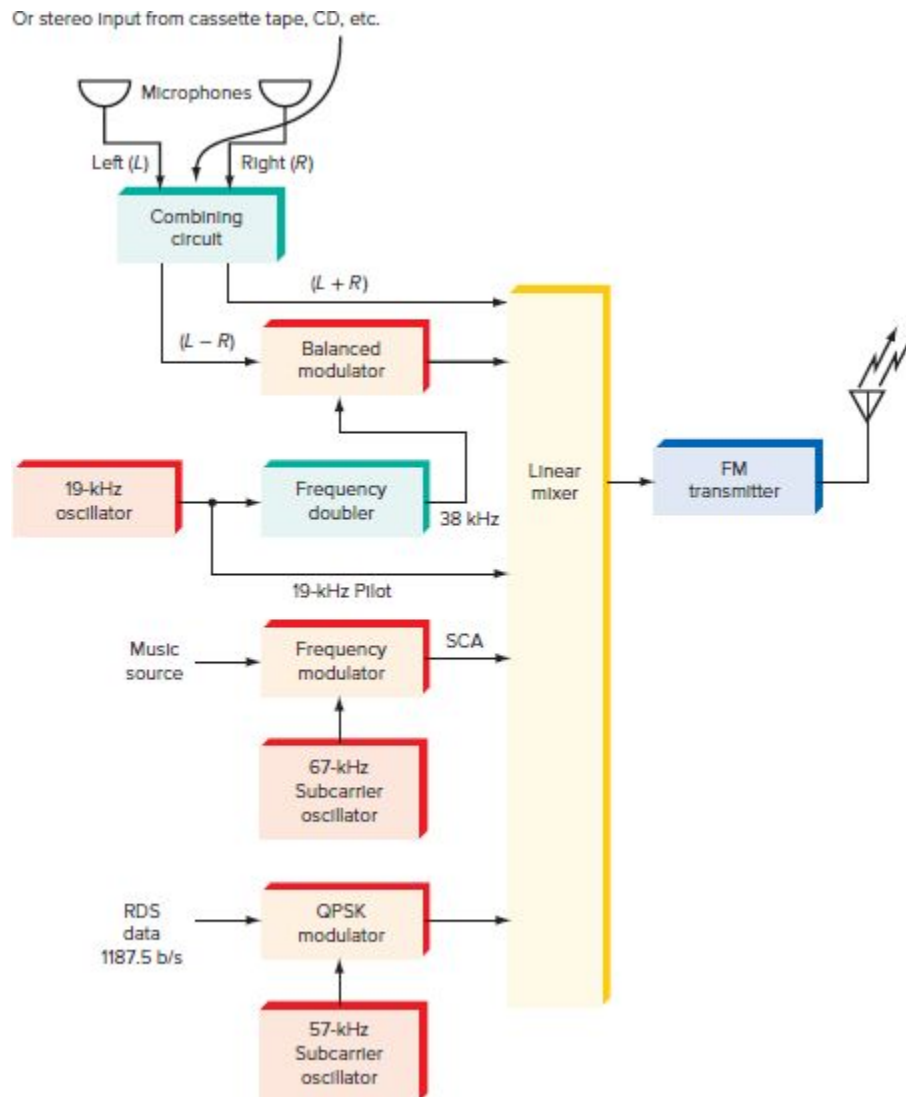 Or stereo input from cassette tape, CD, etc.
Microphones
Left (L)
Right (R)
Combining
circuit
(L + R)
(L – R)
Balanced
modulator
19-kHz
oscillator
Frequency
doubler
38 kHz
Linear
mixer
FM
transmitter
19-kHz Pilot
Music
source
Frequency
modulator
SCA
67-kHz
Subcarrier
oscillator
RDS
data
1187.5 b/s
QPSK
modulator
57-kHz
Subcarrier
oscillator